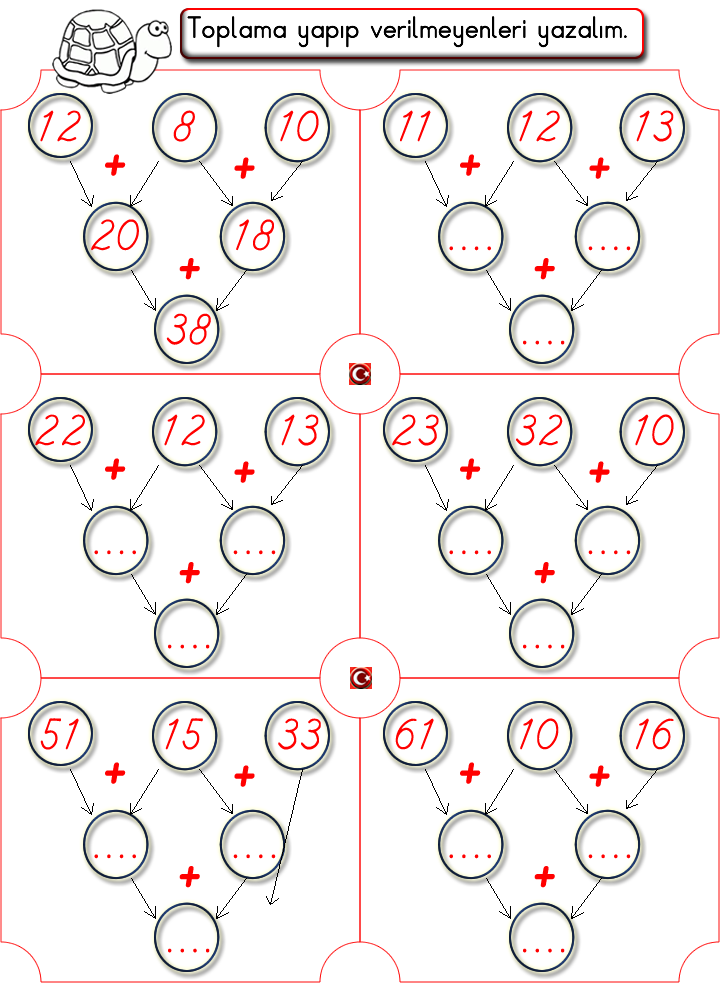 Toplama yapıp verilmeyenleri yazalım.
12 + 8 + 10
20 + 18
38
11 + 12 + 13
.... + ....
....
22 + 12 + 13
.... + ....
....
23 + 32 + 10
.... + ....
....
51 + 15 + 33
.... + ....
....
61 + 10 + 16
.... + ....
....